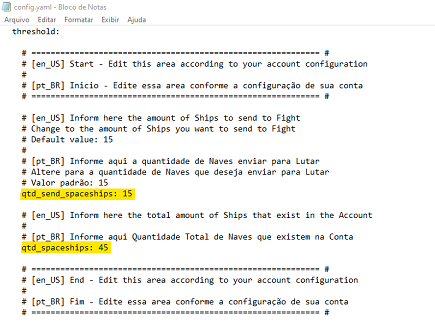 config.yaml - Bloco de Notas
Arquivo Editar Formatar Exibir Ajuda
threshold:
# ========================================================== #
# [en_US] Start - Edit this area according to your account configuration
#
# [pt_BR] Inicio - Edite essa area conforme a configuração de sua conta
# ========================================================== #
# [en_US] Inform here the amount of Ships to send to Fight
# Change to the amount of Ships you want to send to Fight
# Default value: 15
#
# [pt_BR] Informe aqui a quantidade de Naves enviar para Lutar
# Altere para a quantidade de Naves que deseja enviar para Lutar
# Valor padrão: 15
qtd_send_spaceships: 15
# [en_US] Inform here the total amount of Ships that exist in the Account
#
# [pt_BR] Informe aqui Quantidade Total de Naves que existem na Conta
qtd_spaceships: 45
# ========================================================== #
# [en_US] End - Edit this area according to your account configuration
#
# [pt_BR] Fim - Edite essa area conforme a configuração de sua conta
# ========================================================== #